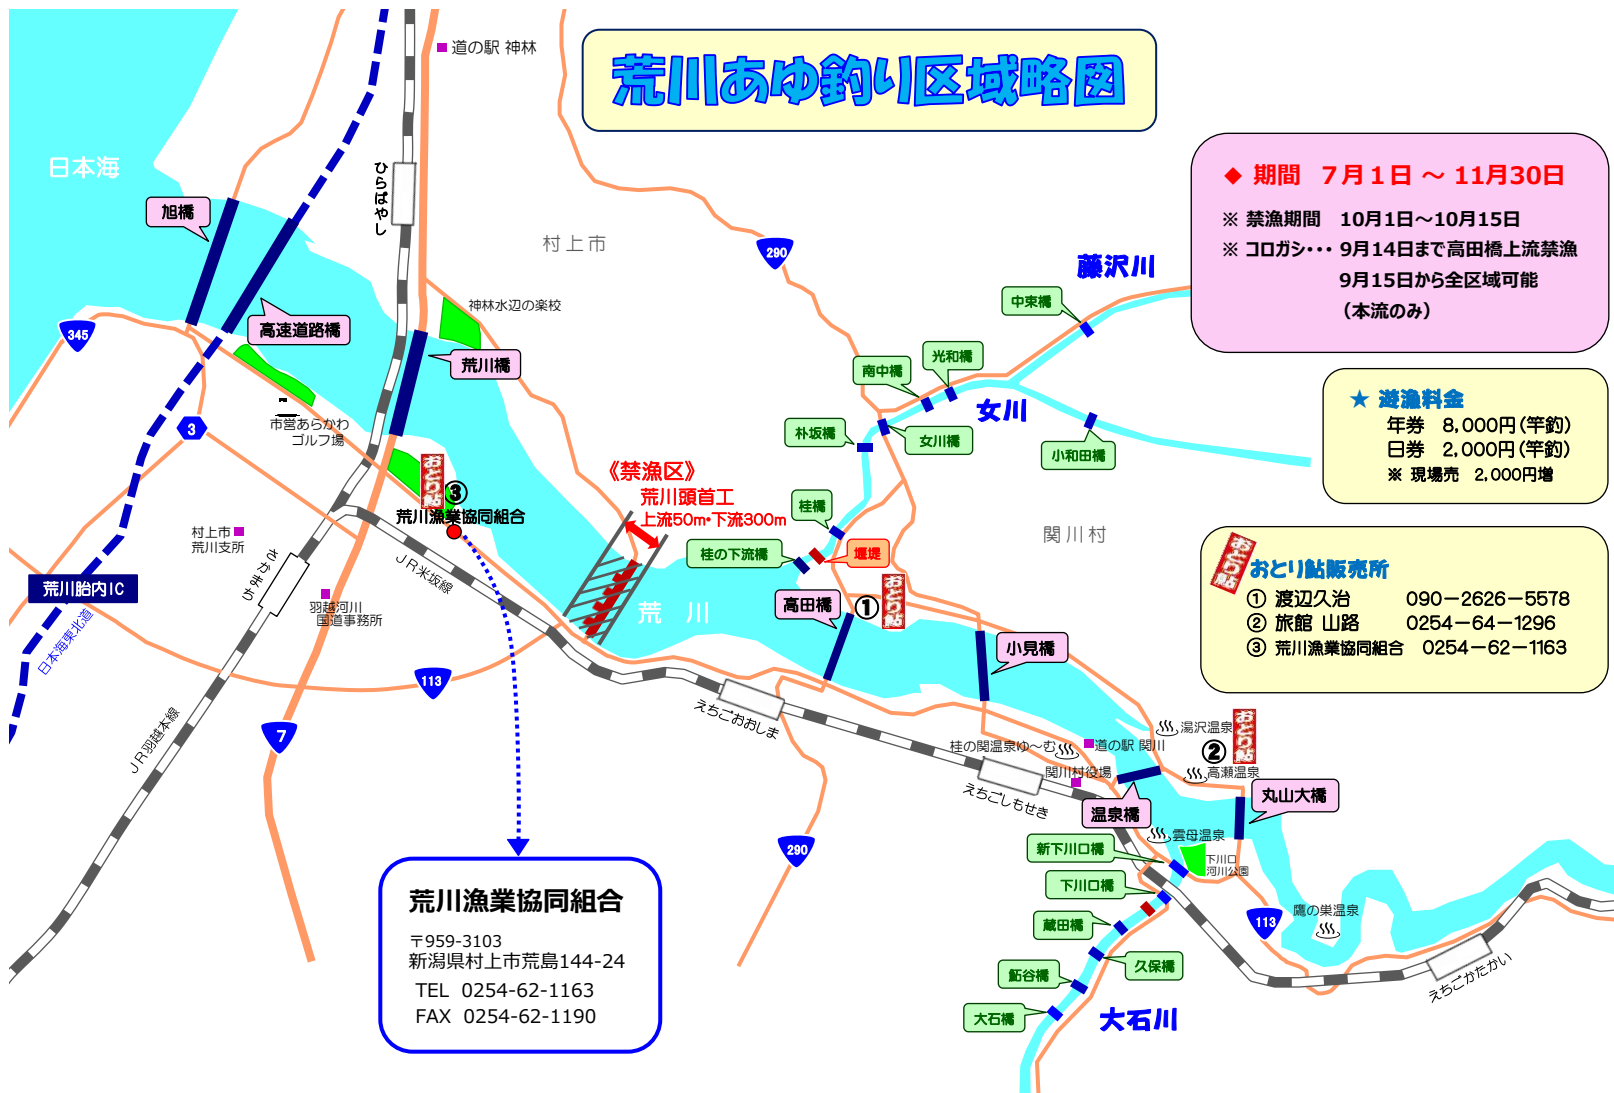 荒川あゆ釣り区域略図
道の駅 神林
日本海
旭橋
ひらばやし
村上市
290
藤沢川
中束橋
◆ 期間 7月1日 ～ 11月30日
※ 禁漁期間 10月1日～10月15日
※ コロガシ・・・ 9月14日まで高田橋上流禁漁
9月15日から全区域可能
（本流のみ）
345
高速道路橋
神林水辺の楽校
荒川橋
光和橋
南中橋
女川
★ 遊漁料金
年券 8,000円(竿釣)
日券 2,000円(竿釣)
※ 現場売 2,000円増
3
市営あらかわ
ゴルフ場
朴坂橋
女川橋
小和田橋
おとり鮎
③
荒川漁業協同組合
《禁漁区》
荒川頭首工
上流50m・下流300m
桂橋
関川村
村上市
荒川支所
さかまち
JR米坂線
桂の下流橋
堰堤
おとり鮎
おとり鮎販売所
① 渡辺久治 090－2626－5578
② 旅館 山路 0254－64－1296
③ 荒川漁業協同組合 0254－62－1163
荒川胎内IC
日本海東北道
羽越河川
国道事務所
荒 川
高田橋
①
おとり鮎
小見橋
113
7
JR羽越本線
えちごおおしま
湯沢温泉
おとり鮎
②
桂の関温泉ゆ～む
道の駅 関川
関川村役場
高瀬温泉
えちごしもせき
温泉橋
丸山大橋
雲母温泉
290
新下川口橋
下川口
河川公園
下川口橋
蔵田橋
113
鷹の巣温泉
久保橋
鮖谷橋
えちごかたかい
大石橋
大石川
荒川漁業協同組合
〒959-3103
新潟県村上市荒島144-24
TEL 0254-62-1163
FAX 0254-62-1190